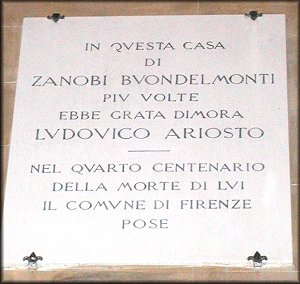 IN QVESTA CASA
DI
ZANOBI BVONDELMONTI
PIV VOLTE
EBBE GRATA DIMORA
LVDOVICO ARIOSTO
NEL QVARTO CENTENARIO
DELLA MORTE DI LVI
IL COMVNE DI FIRENZE
POSE